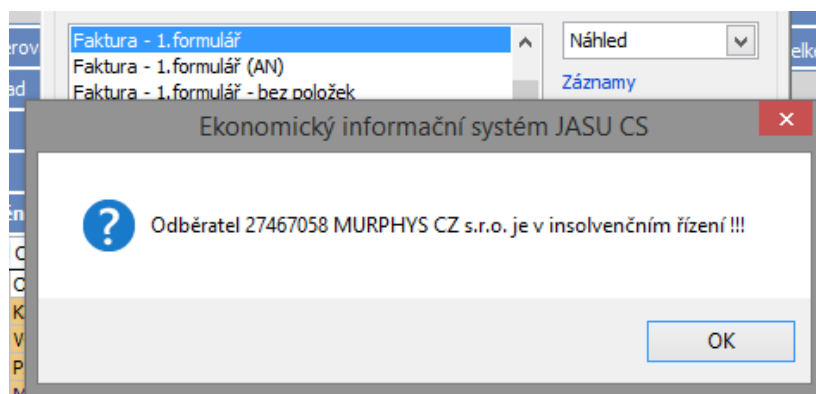 Faktura - 1.formulář
Náhled
Faktura - 1.formulář (AN)
Faktura - 1.formulář - bez položek
Záznamy
Ekonomický informační systém JASU CS
Odběratel 27467058 MURPHYS CZ s.r.o. je v insolvenčním řízení !!!
OK